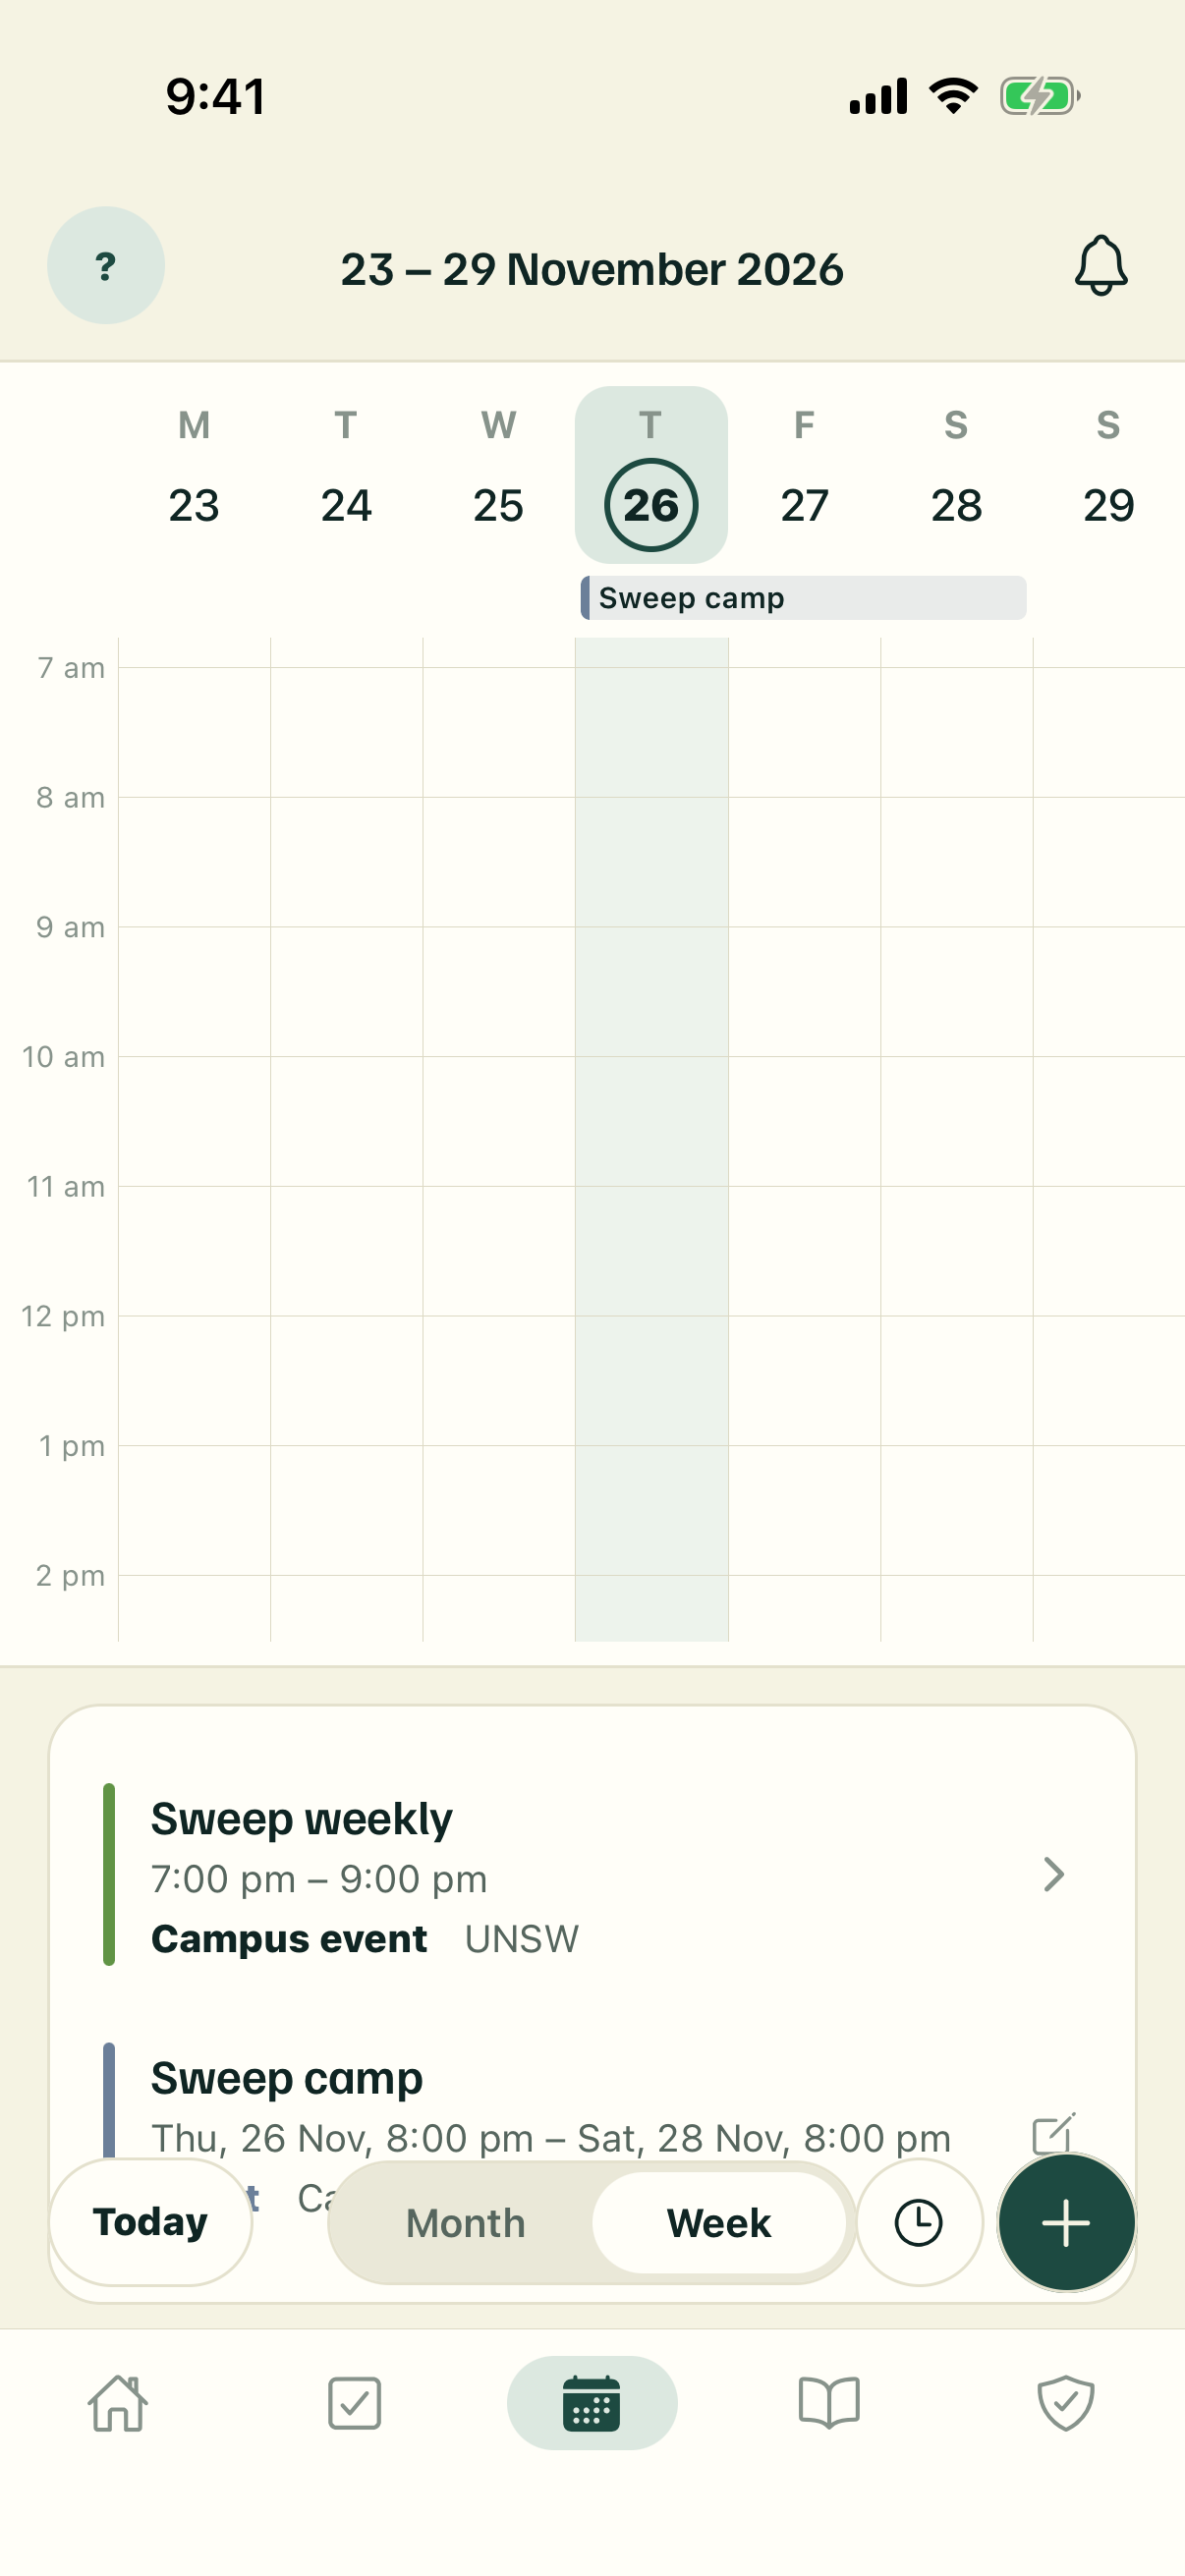 9:41
?
23 – 29 November 2026
M T W T F S S
23 24 25 26 27 28 29
Sweep camp
7 am
8 am
9 am
10 am
11 am
12 pm
1 pm
2 pm
Sweep weekly
7:00 pm – 9:00 pm
Campus event UNSW
Sweep camp
Thu, 26 Nov, 8:00 pm – Sat, 28 Nov, 8:00 pm
Today Month Week